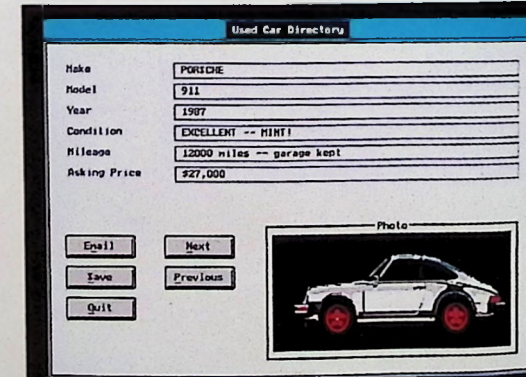 Used Car Directory
Make PORSCHE
Model 911
Year 1987
Condition EXCELLENT -- MINT!
Mileage 12000 miles -- garage kept
Asking Price $27,000
Photo
Email Next
Save Previous
Quit